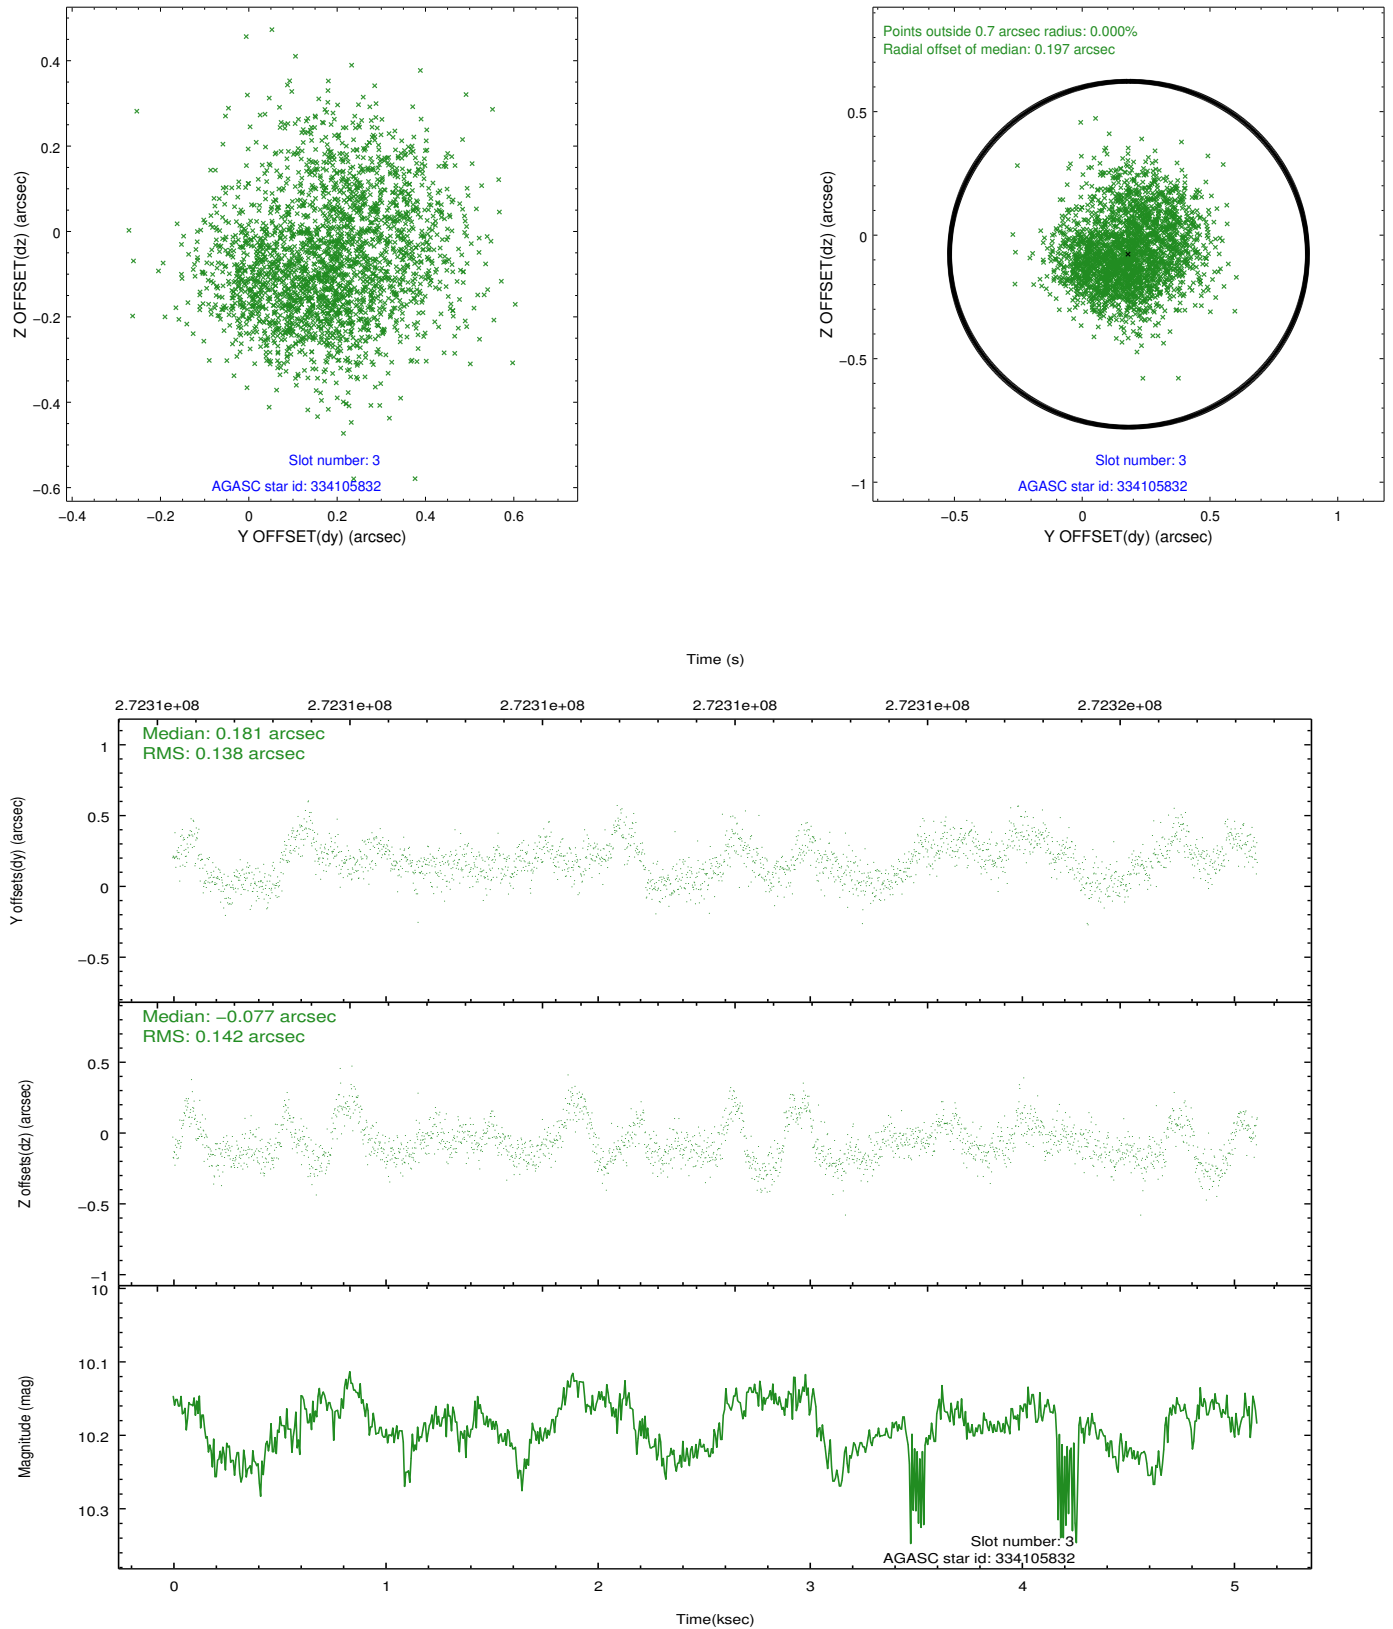 0.4
0.2
0
−0.2
−0.4
−0.6
Z OFFSET(dz) (arcsec)
Slot number: 3
AGASC star id: 334105832
−0.4
−0.2
0
0.2
0.4
0.6
Y OFFSET(dy) (arcsec)
Points outside 0.7 arcsec radius: 0.000%
Radial offset of median: 0.197 arcsec
0.5
0
−0.5
−1
Z OFFSET(dz) (arcsec)
Slot number: 3
AGASC star id: 334105832
−0.5
0
0.5
1
Y OFFSET(dy) (arcsec)
Time (s)
2.7231e+08
2.7231e+08
2.7231e+08
2.7231e+08
2.7231e+08
2.7232e+08
Median: 0.181 arcsec
RMS: 0.138 arcsec
1
0.5
0
−0.5
Y offsets(dy) (arcsec)
Median: −0.077 arcsec
RMS: 0.142 arcsec
0.5
0
−0.5
−1
Z offsets(dz) (arcsec)
10
10.1
10.2
10.3
Magnitude (mag)
Slot number: 3
AGASC star id: 334105832
0
1
2
3
4
5
Time(ksec)